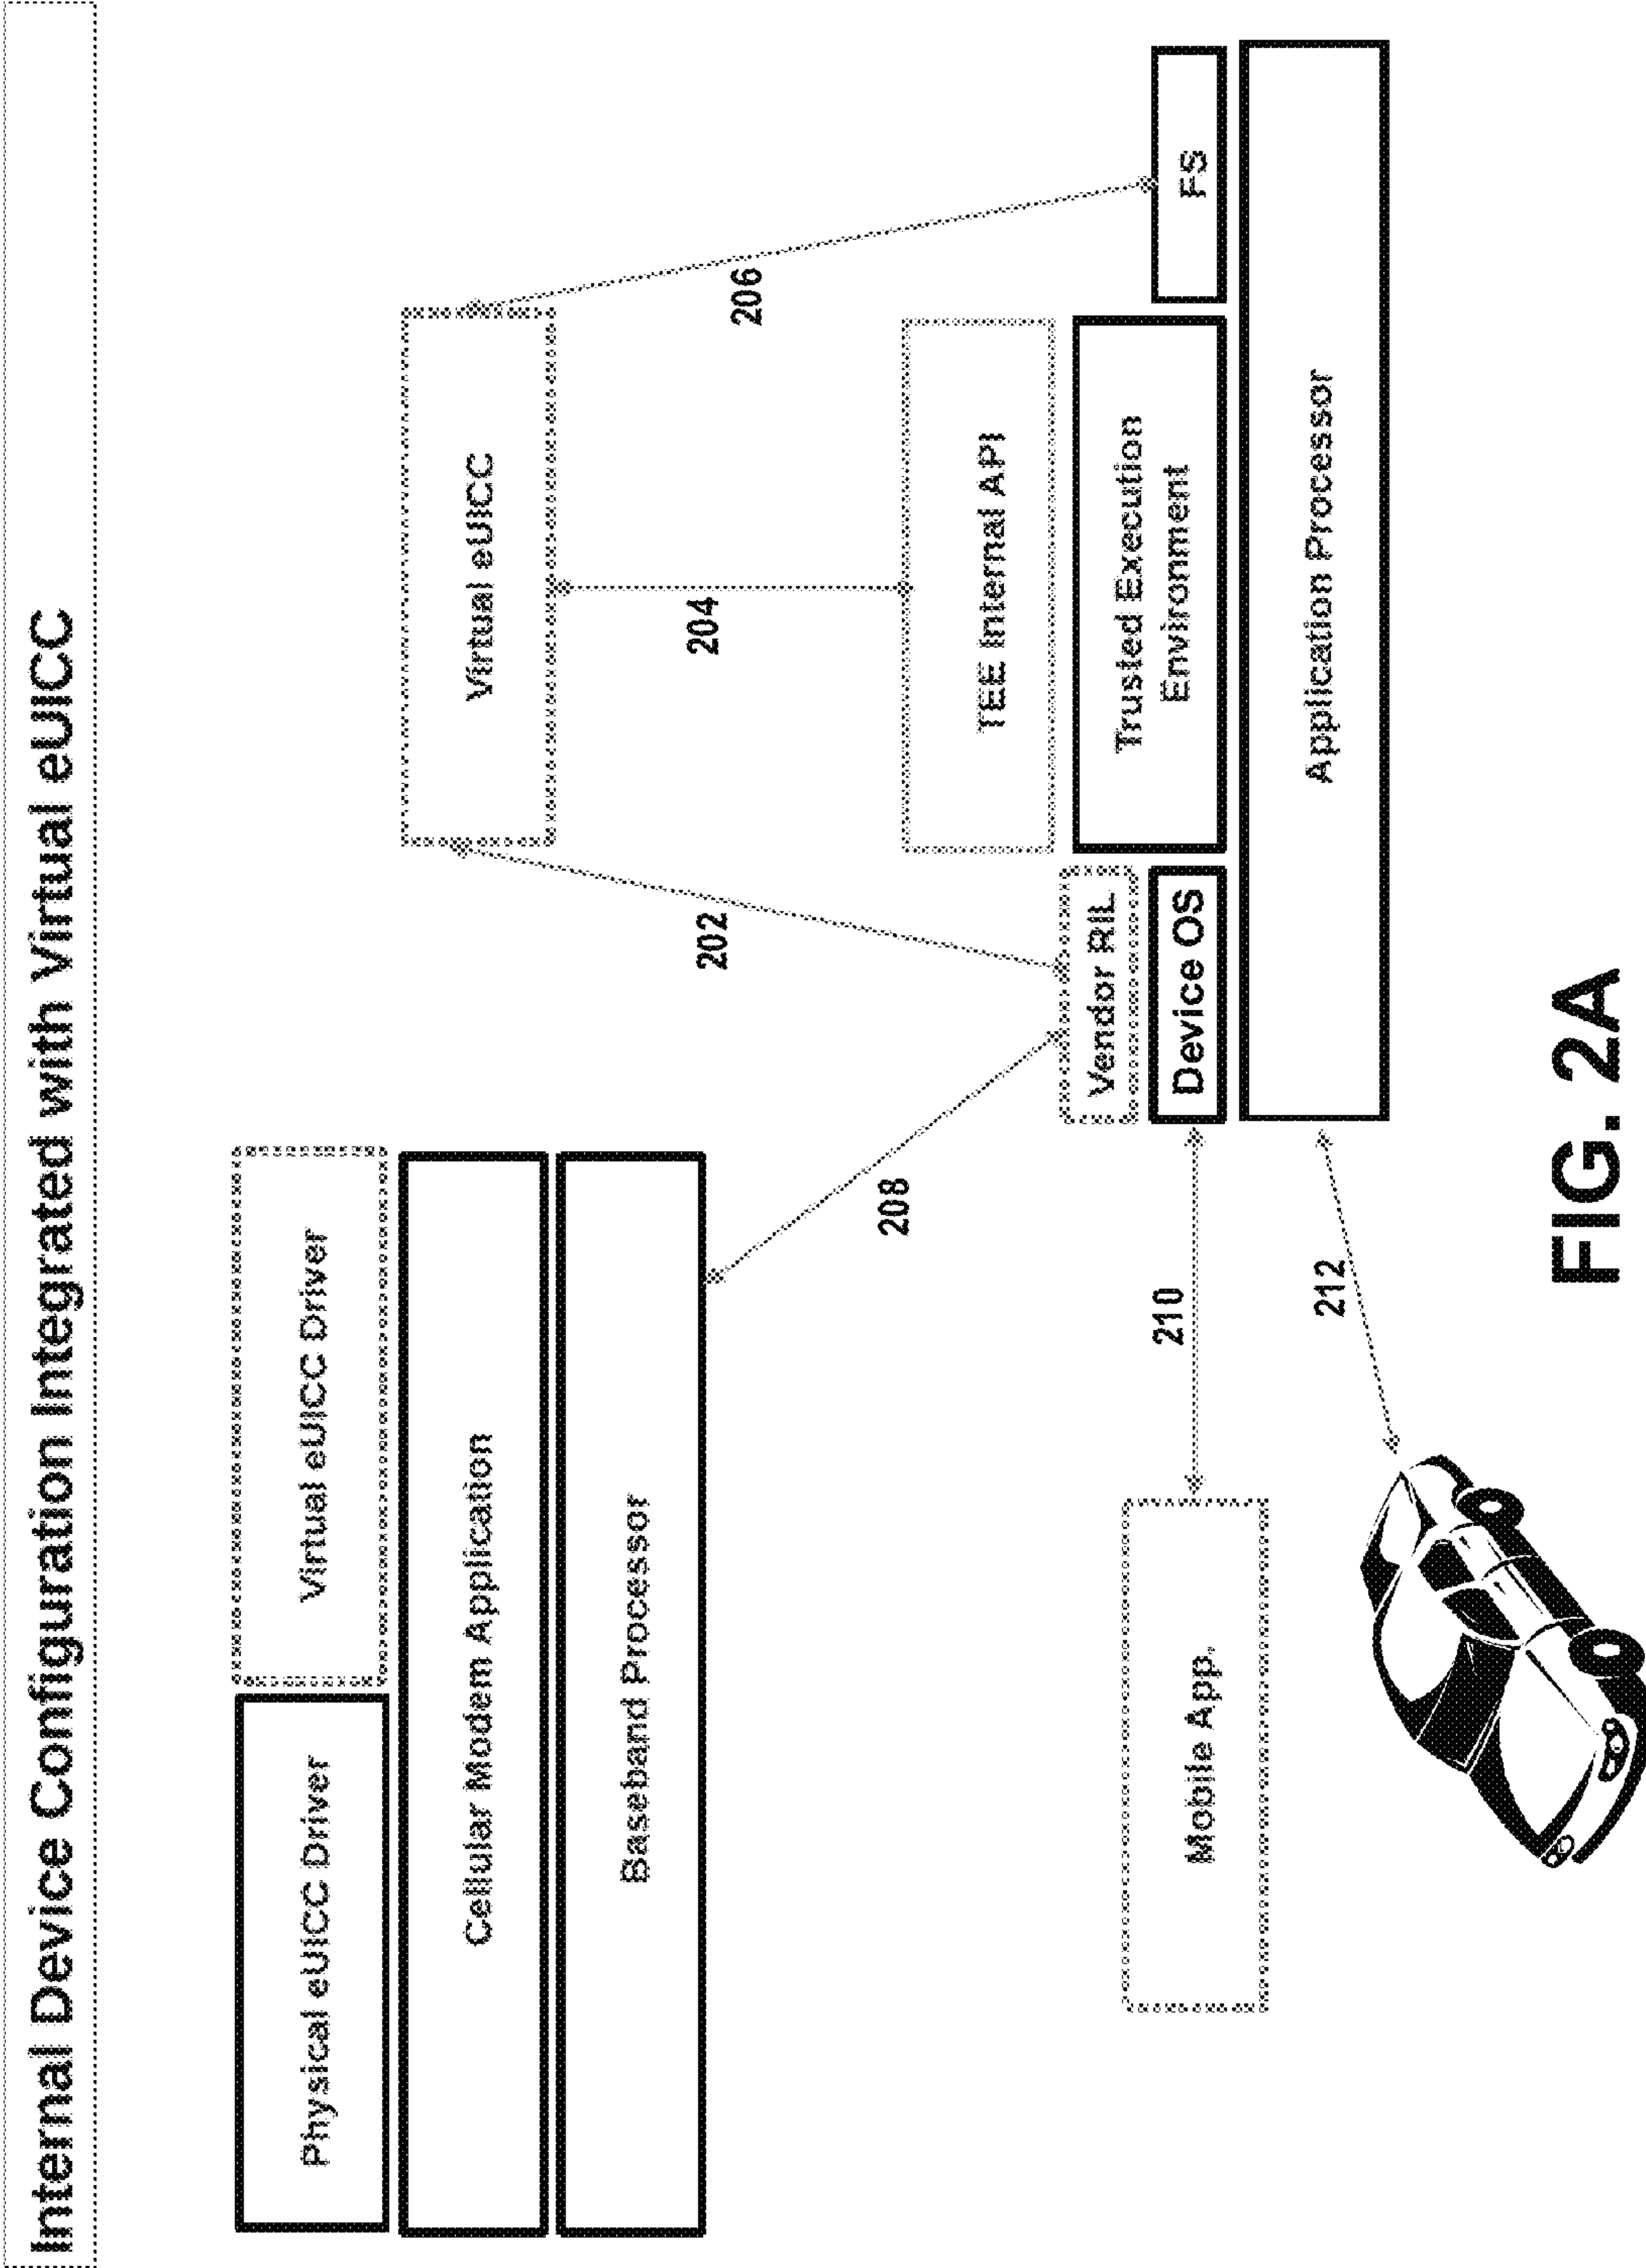 Internal Device Configuration Integrated with Virtual eUICC
Physical eUICC Driver
Virtual eUICC Driver
Cellular Modem Application
Baseband Processor
Virtual eUICC
202
204
206
208
TEE Internal API
Vendor RIL
Device OS
Trusted Execution
Environment
FS
Application Processor
Mobile App.
210
212
FIG. 2A